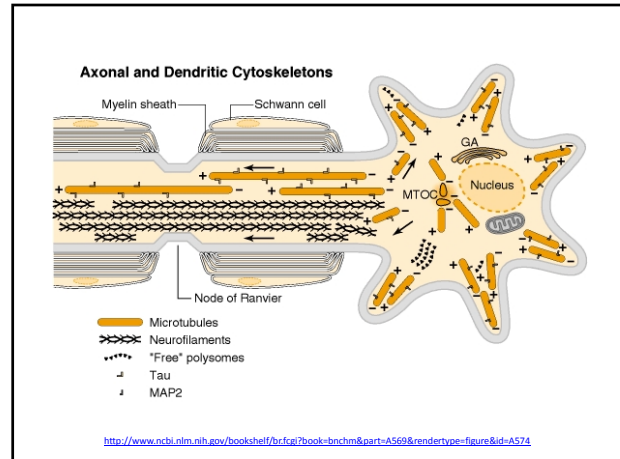 Axonal and Dendritic Cytoskeletons
Myelin sheath
Schwann cell
GA
MTOC
Nucleus
Node of Ranvier
Microtubules
Neurofilaments
"Free" polysomes
Tau
MAP2
http://www.ncbi.nlm.nih.gov/bookshelf/br.fcgi?book=bnchm&part=A569&rendertype=figure&id=A574